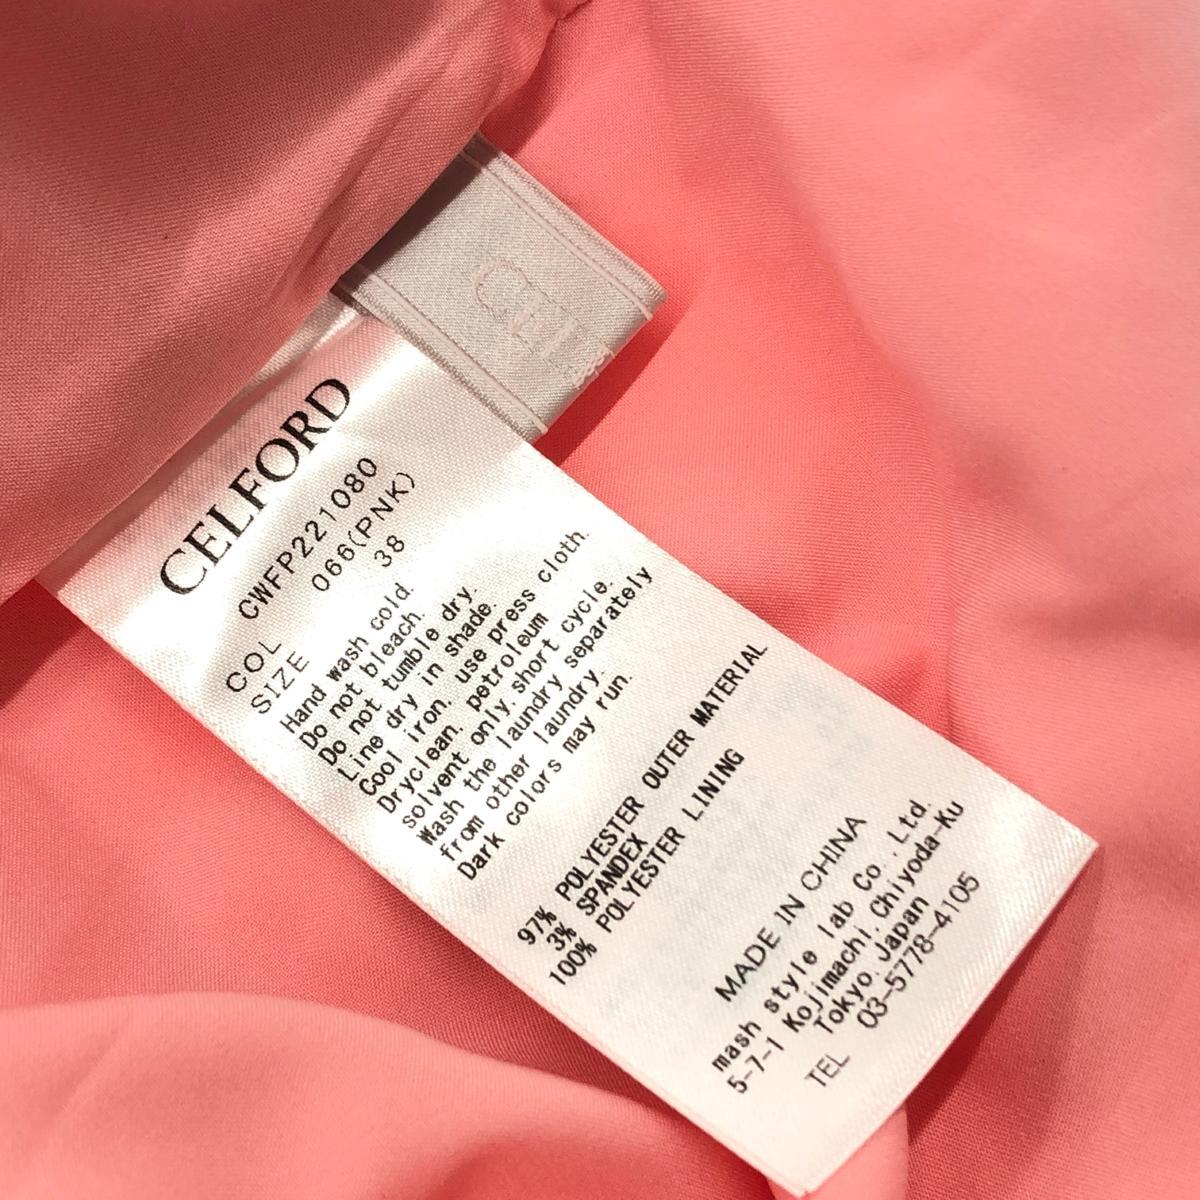 CELFORD
CWFP221080
COL 066(PNK)
SIZE 38
Hand wash cold.
Do not bleach.
Do not tumble dry.
Line dry in shade.
Cool iron. use press cloth.
Dryclean. petroleum
solvent only. short cycle.
Wash the laundry separately
from other laundry.
Dark colors may run.
97% POLYESTER OUTER MATERIAL
3% SPANDEX
100% POLYESTER LINING
MADE IN CHINA
mash style lab Co., Ltd.
5-7-1 Kojimachi, Chiyoda-Ku
Tokyo, Japan
TEL 03-5778-4105